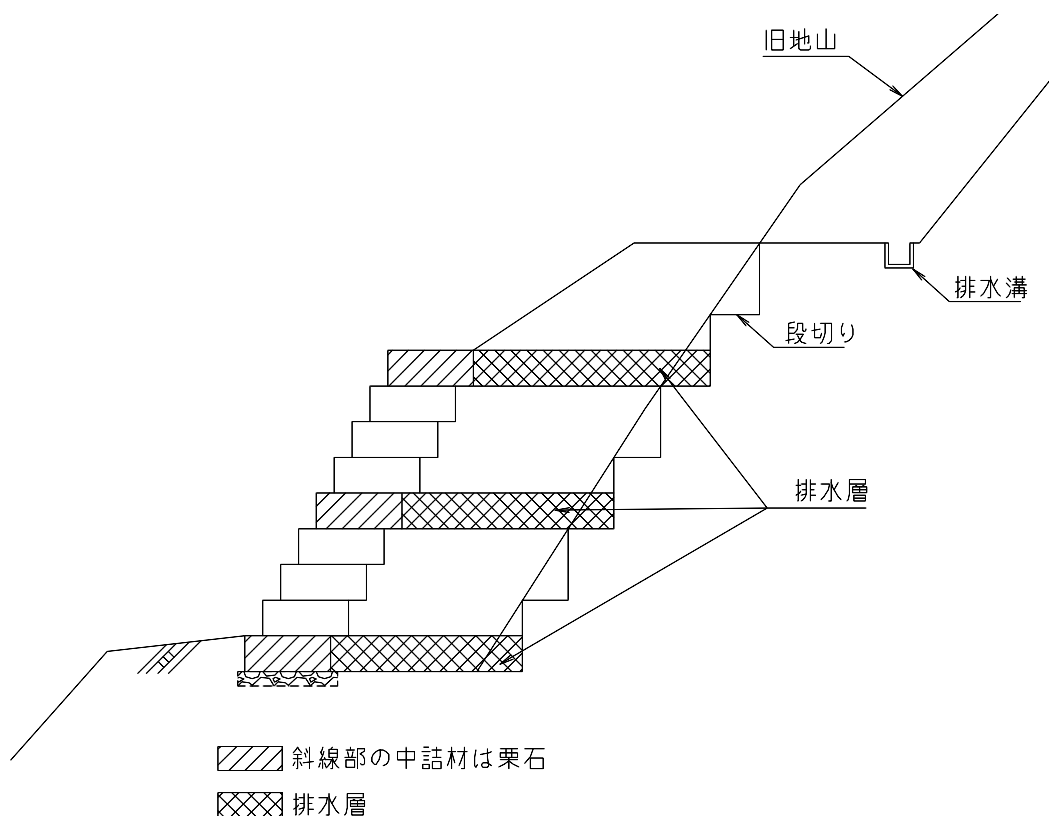 旧地山
排水溝
段切り
排水層
斜線部の中詰材は栗石
排水層